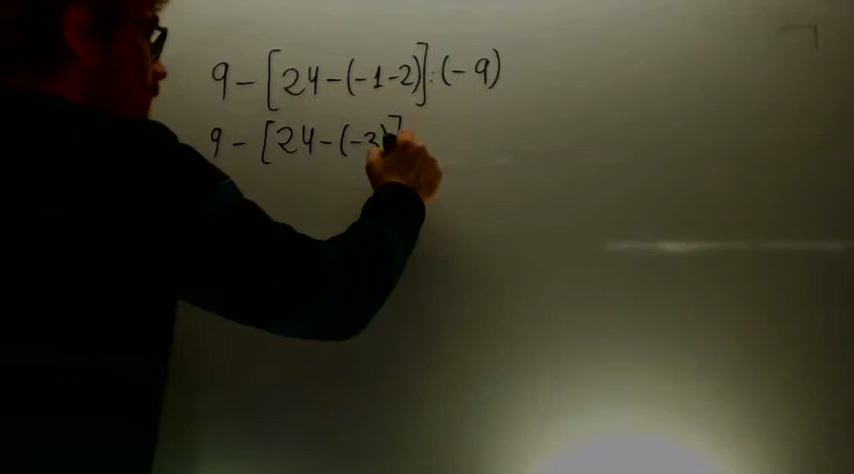 9 - [24 - (-1-2)] : (-9)
9 - [24 - (-3)]